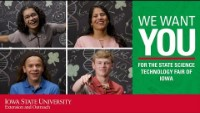 WE WANT
YOU
FOR THE STATE SCIENCE
TECHNOLOGY FAIR OF
IOWA
IOWA STATE UNIVERSITY
Extension and Outreach